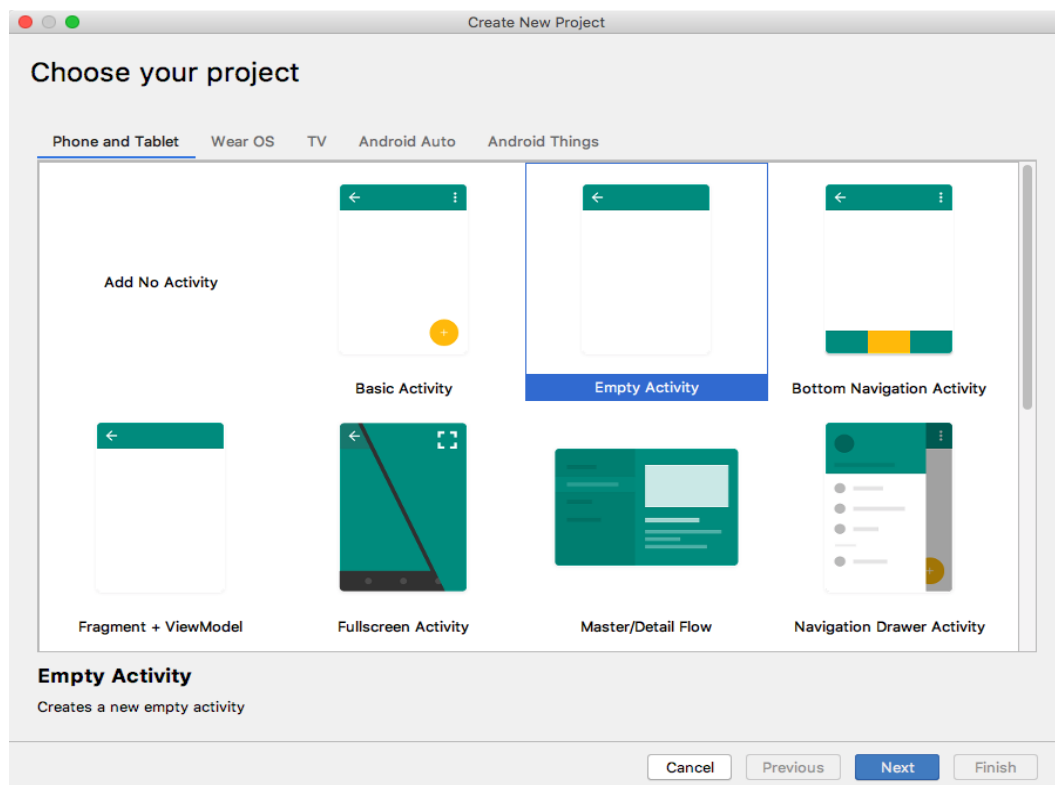 Create New Project
Choose your project
Phone and Tablet Wear OS TV Android Auto Android Things
Add No Activity
Basic Activity
Empty Activity
Bottom Navigation Activity
Fragment + ViewModel
Fullscreen Activity
Master/Detail Flow
Navigation Drawer Activity
Empty Activity
Creates a new empty activity
Cancel Previous Next Finish